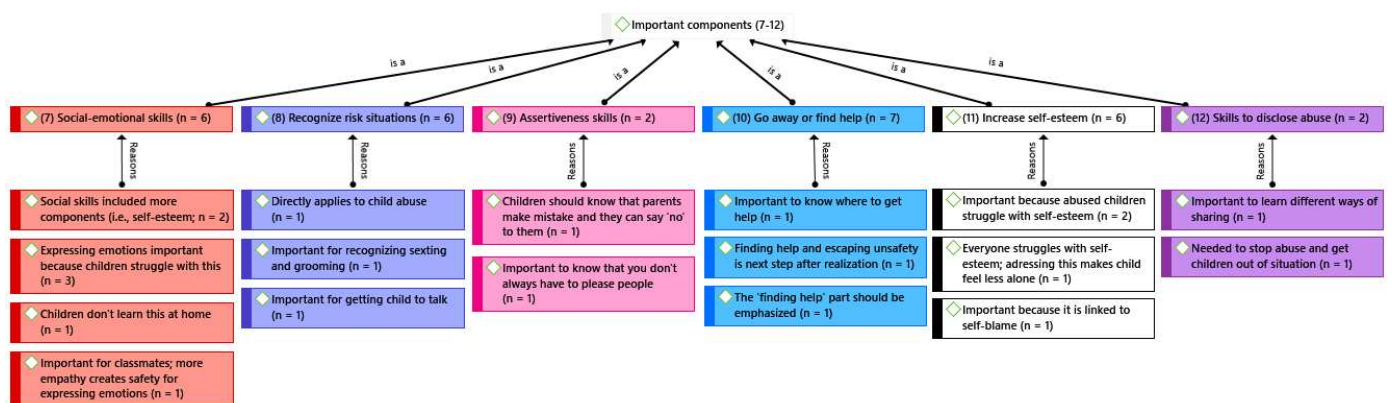 Important components (7-12)
is a
is a
is a
is a
is a
is a
(7) Social-emotional skills (n = 6)
(8) Recognize risk situations (n = 6)
(9) Assertiveness skills (n = 2)
(10) Go away or find help (n = 7)
(11) Increase self-esteem (n = 6)
(12) Skills to disclose abuse (n = 2)
Reasons
Reasons
Reasons
Reasons
Reasons
Reasons
Social skills included more
components (i.e., self-esteem; n = 2)
Expressing emotions important
because children struggle with this
(n = 3)
Children don't learn this at home
(n = 1)
Important for classmates; more
empathy creates safety for
expressing emotions (n = 1)
Directly applies to child abuse
(n = 1)
Important for recognizing sexting
and grooming (n = 1)
Important for getting child to talk
(n = 1)
Children should know that parents
make mistake and they can say 'no'
to them (n = 1)
Important to know that you don't
always have to please people
(n = 1)
Important to know where to get
help (n = 1)
Finding help and escaping unsafety
is next step after realization (n = 1)
The 'finding help' part should be
emphasized (n = 1)
Important because abused children
struggle with self-esteem (n = 2)
Everyone struggles with self-
esteem; adressing this makes child
feel less alone (n = 1)
Important because it is linked to
self-blame (n = 1)
Important to learn different ways of
sharing (n = 1)
Needed to stop abuse and get
children out of situation (n = 1)